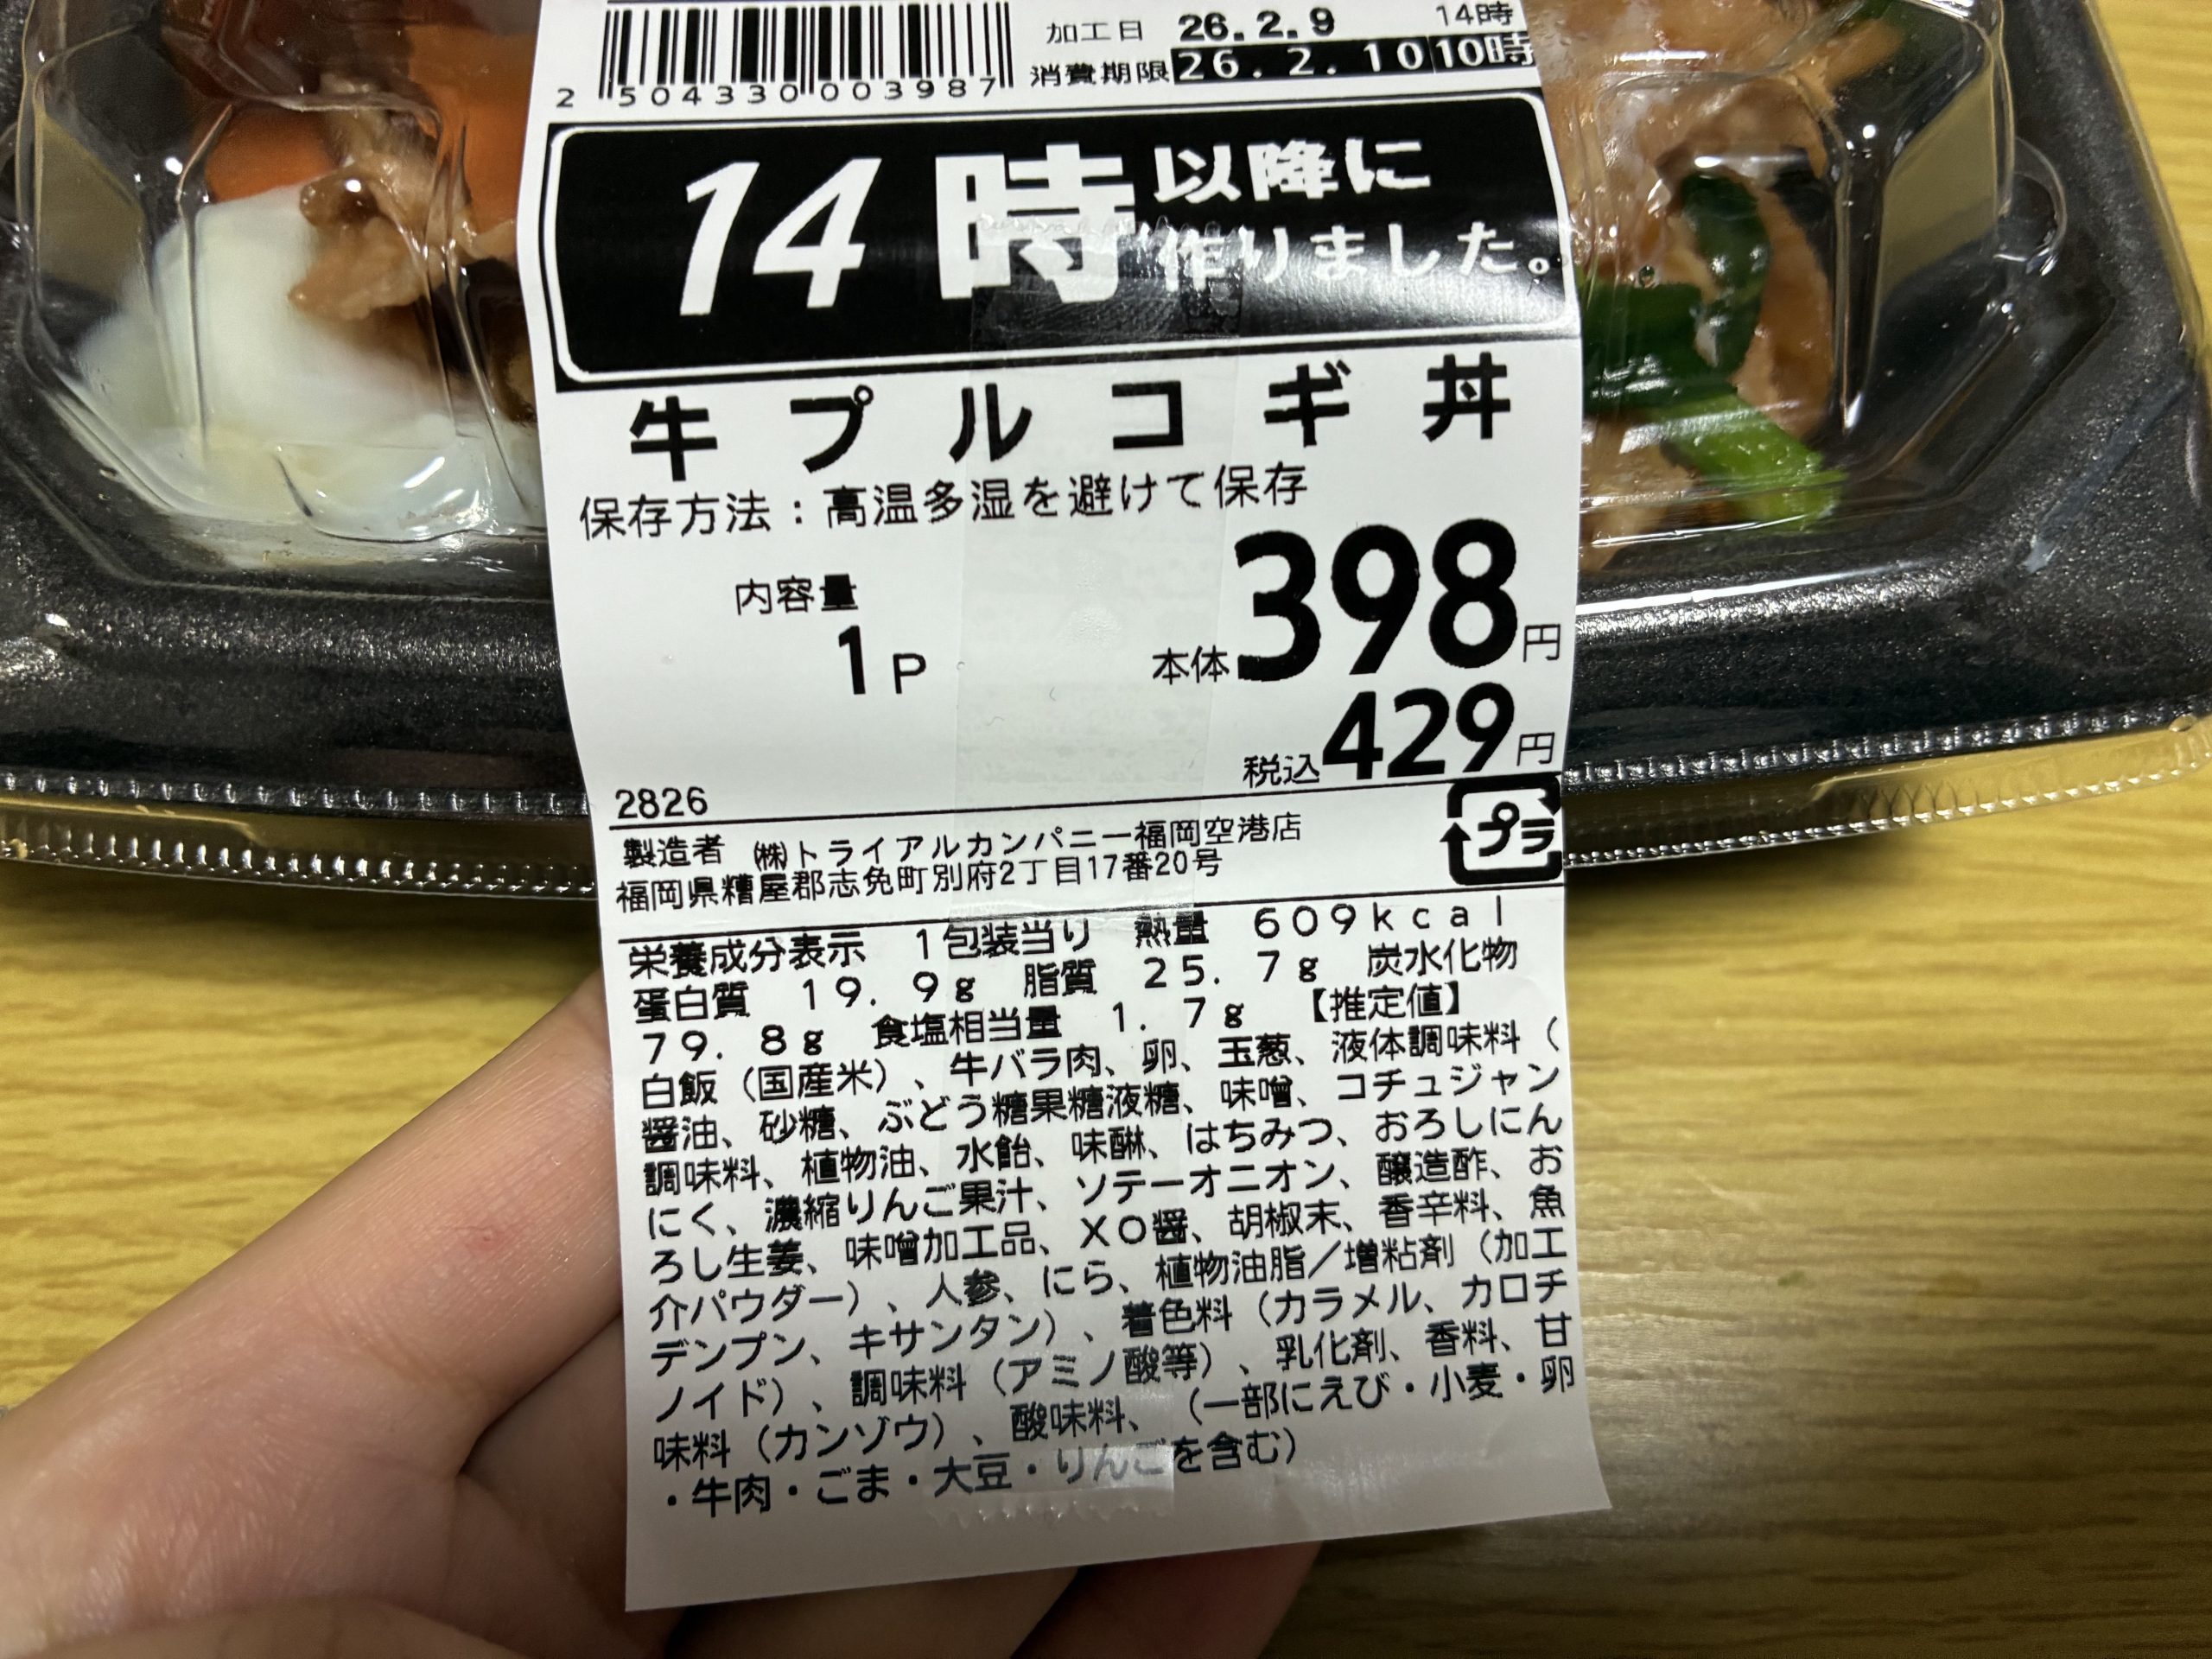 加工日 26.2.9 14時
2 504330 003987 消費期限 26.2.10 10時
14時以降に
作りました。
牛プルコギ丼
保存方法：高温多湿を避けて保存
内容量
1P
本体398円
税込429円
2826
プラ
製造者 ㈱トライアルカンパニー福岡空港店
福岡県糟屋郡志免町別府2丁目17番20号
栄養成分表示 1包装当り 熱量 609kcal
蛋白質 19.9g 脂質 25.7g 炭水化物
79.8g 食塩相当量 1.7g 【推定値】
白飯（国産米）、牛バラ肉、卵、玉葱、液体調味料（
醤油、砂糖、ぶどう糖果糖液糖、味噌、コチュジャン
調味料、植物油、水飴、味醂、はちみつ、おろしにん
にく、濃縮りんご果汁、ソテーオニオン、醸造酢、お
ろし生姜、味噌加工品、XO醤、胡椒末、香辛料、魚
介パウダー）、人参、にら、植物油脂／増粘剤（加工
デンプン、キサンタン）、着色料（カラメル、カロチ
ノイド）、調味料（アミノ酸等）、乳化剤、香料、甘
味料（カンゾウ）、酸味料、（一部にえび・小麦・卵
・牛肉・ごま・大豆・りんごを含む）